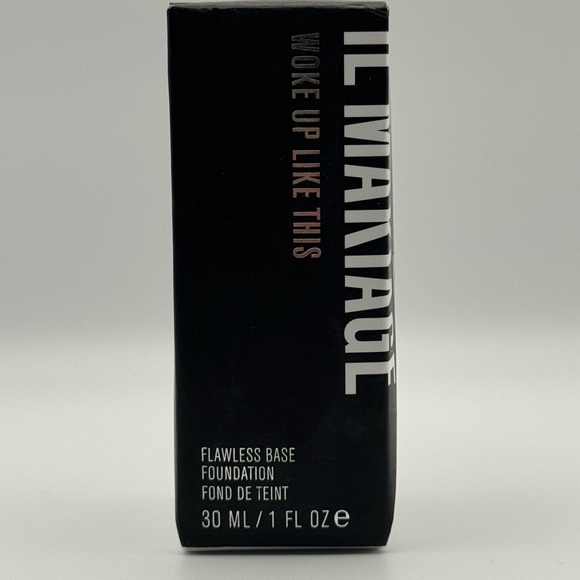 IL MAKIAGE
WOKE UP LIKE THIS
FLAWLESS BASE
FOUNDATION
FOND DE TEINT
30 ML / 1 FL OZ e